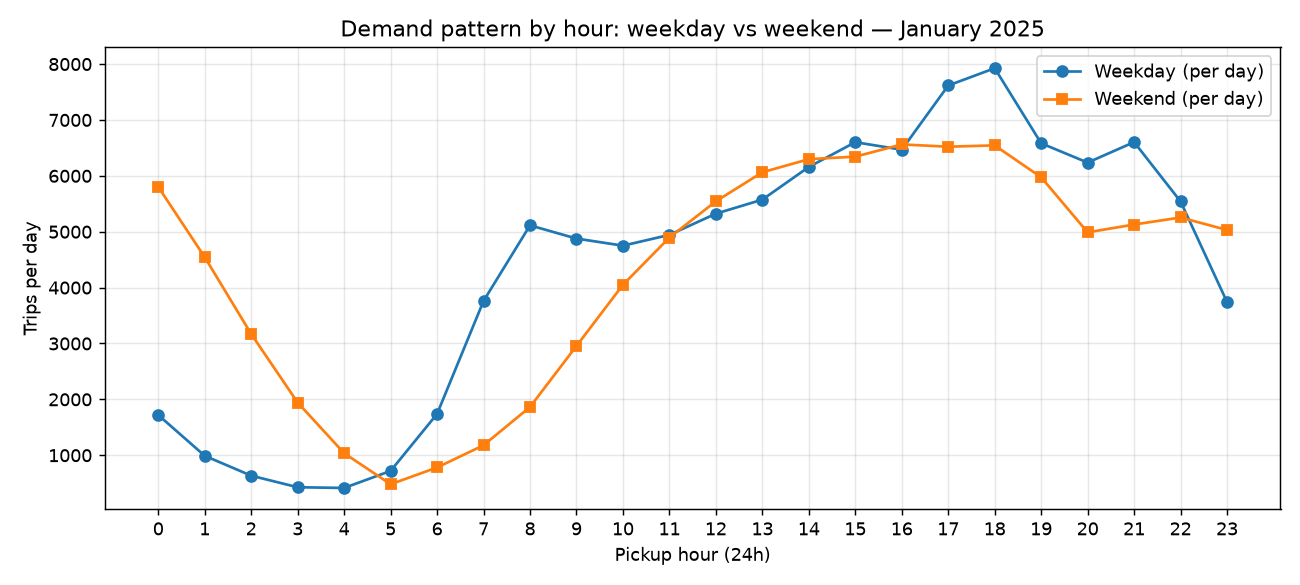 Demand pattern by hour: weekday vs weekend — January 2025
Weekday (per day)
Weekend (per day)
Trips per day
8000
7000
6000
5000
4000
3000
2000
1000
0 1 2 3 4 5 6 7 8 9 10 11 12 13 14 15 16 17 18 19 20 21 22 23
Pickup hour (24h)